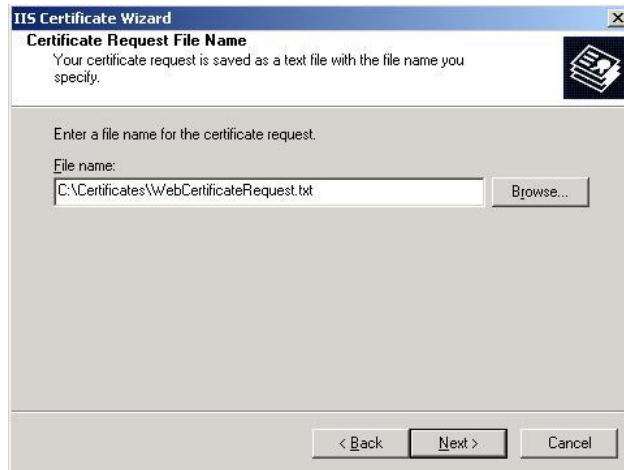 IIS Certificate Wizard
Certificate Request File Name
Your certificate request is saved as a text file with the file name you
specify.
Enter a file name for the certificate request.
File name:
C:\Certificates\WebCertificateRequest.txt
Browse...
< Back
Next >
Cancel